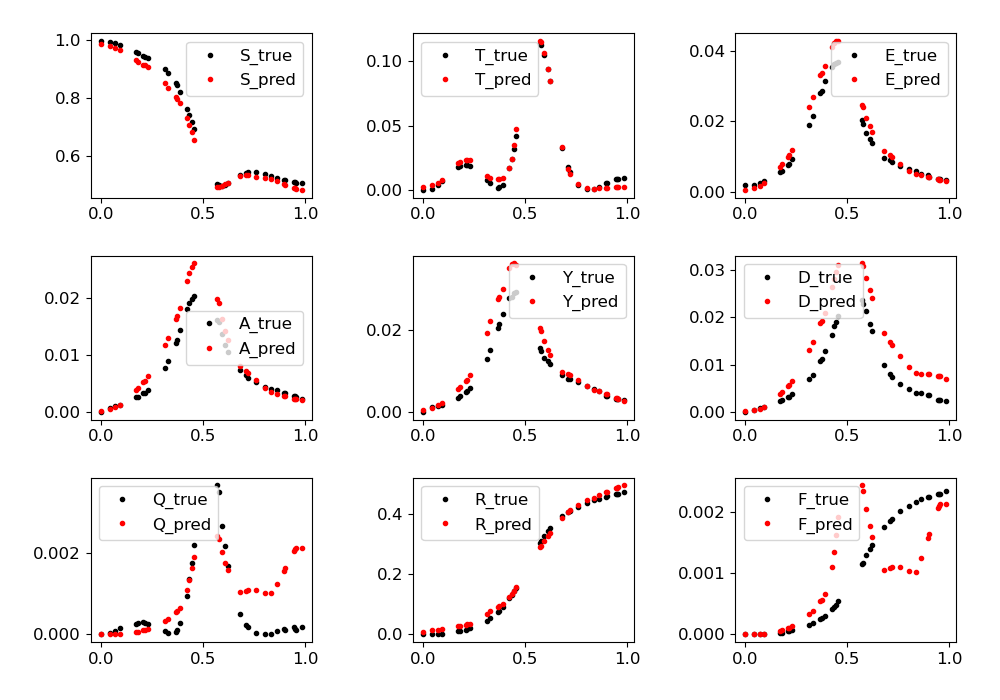 1.0
0.8
0.6
0.0 0.5 1.0
S_true
S_pred
0.10
0.05
0.00
0.0 0.5 1.0
T_true
T_pred
0.04
0.02
0.00
0.0 0.5 1.0
E_true
E_pred
0.02
0.01
0.00
0.0 0.5 1.0
A_true
A_pred
0.02
0.00
0.0 0.5 1.0
Y_true
Y_pred
0.03
0.02
0.01
0.00
0.0 0.5 1.0
D_true
D_pred
0.002
0.000
0.0 0.5 1.0
Q_true
Q_pred
0.4
0.2
0.0
0.0 0.5 1.0
R_true
R_pred
0.002
0.001
0.000
0.0 0.5 1.0
F_true
F_pred